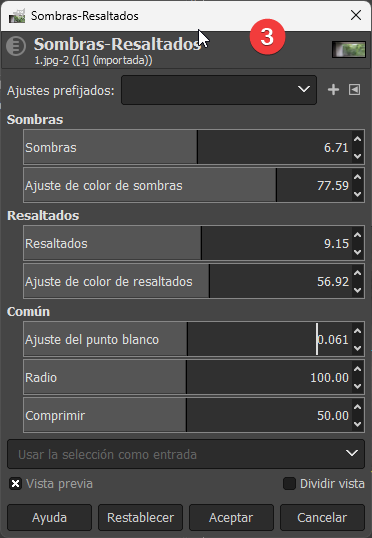 Sombras-Resaltados
Sombras-Resaltados
3
1.jpg-2 ([1] (importada))
Ajustes prefijados:
Sombras
Sombras 6.71
Ajuste de color de sombras 77.59
Resaltados
Resaltados 9.15
Ajuste de color de resaltados 56.92
Común
Ajuste del punto blanco 0.061
Radio 100.00
Comprimir 50.00
Usar la selección como entrada
Vista previa Dividir vista
Ayuda Restablecer Aceptar Cancelar